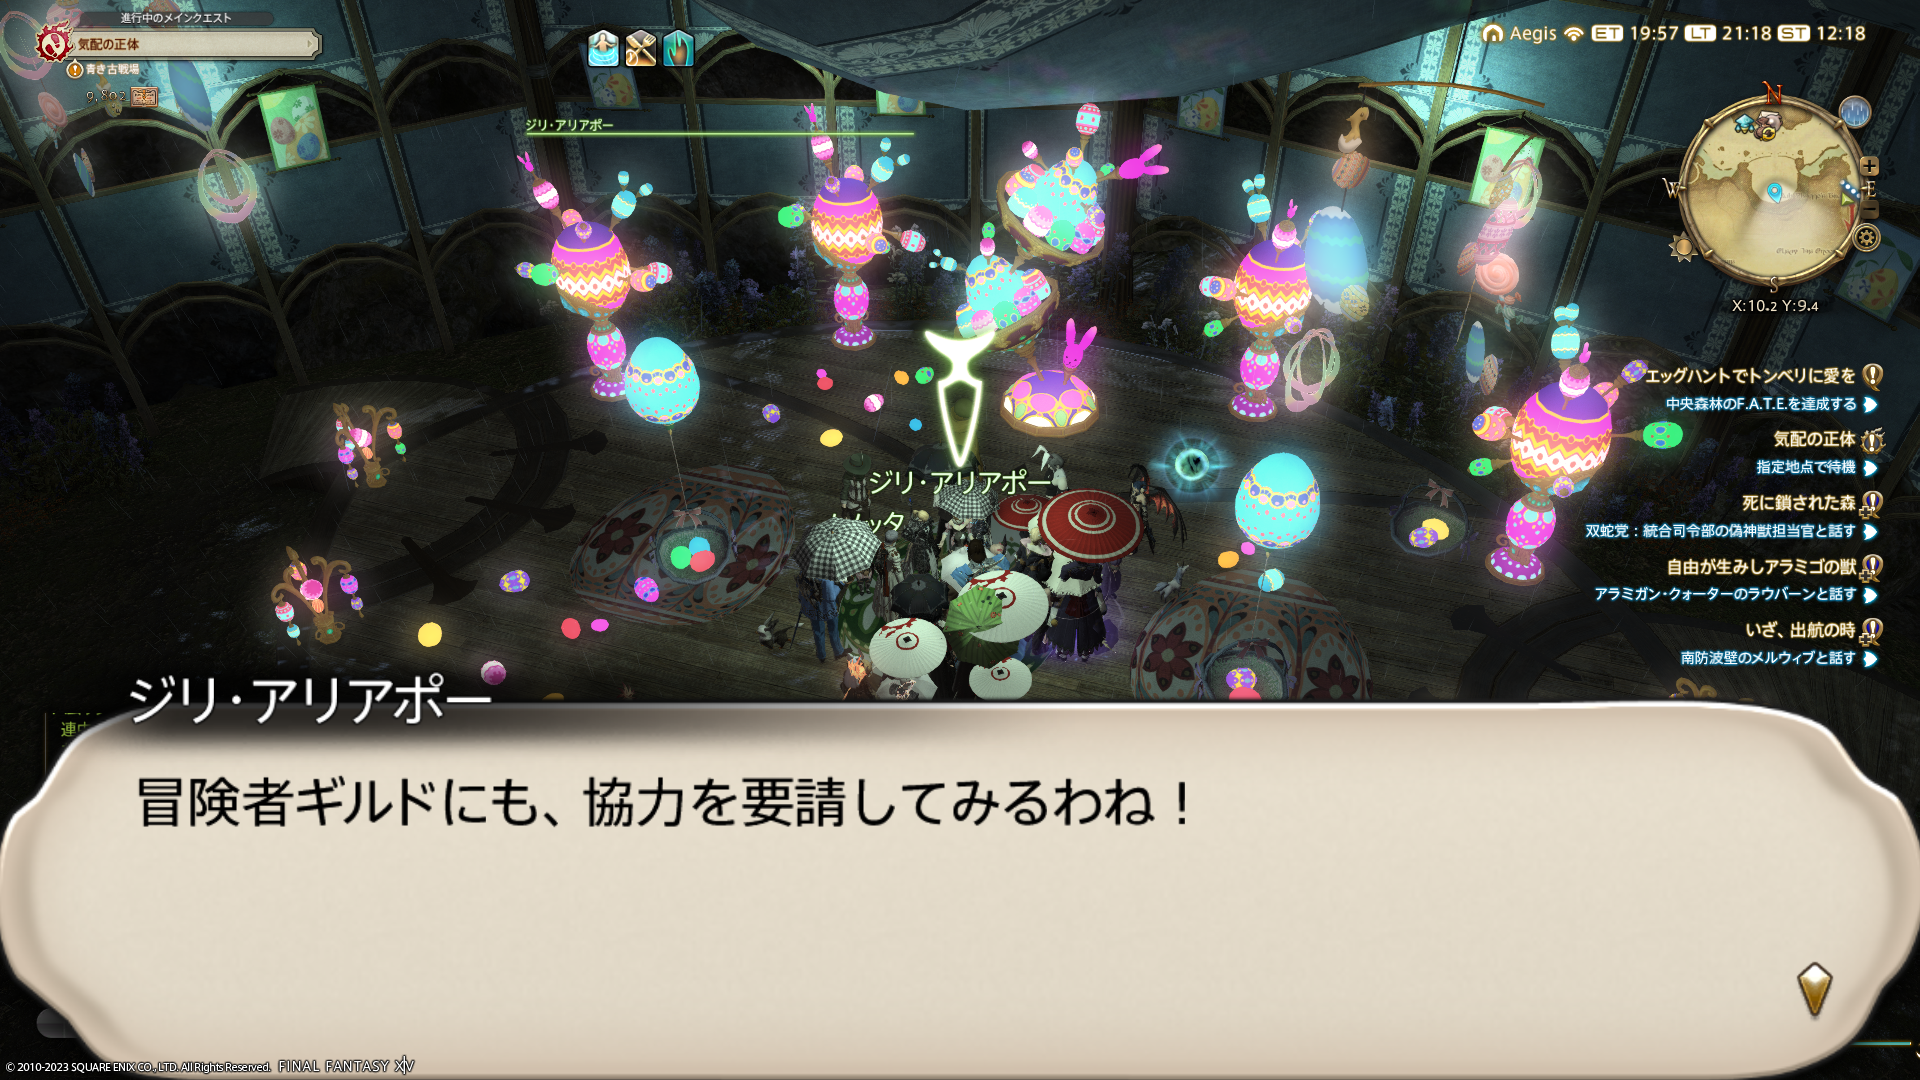 進行中のメインクエスト
気配の正体
青き古戦場
9,802
Aegis ET 19:57 LT 21:18 ST 12:18
N
W
E
S
X:10.2 Y:9.4
ジリ・アリアポー
エッグハントでトンベリに愛を
中央森林のF.A.T.E.を達成する
気配の正体
指定地点で待機
死に鎖された森
双蛇党：統合司令部の偽神獣担当官と話す
自由が生みしアラミゴの獣
アラミガン・クォーターのラウバーンと話す
いざ、出航の時
南防波壁のメルウィブと話す
ジリ・アリアポー
ジリ・アリアポー
冒険者ギルドにも、協力を要請してみるわね！
© 2010-2023 SQUARE ENIX CO., LTD. All Rights Reserved. FINAL FANTASY XIV